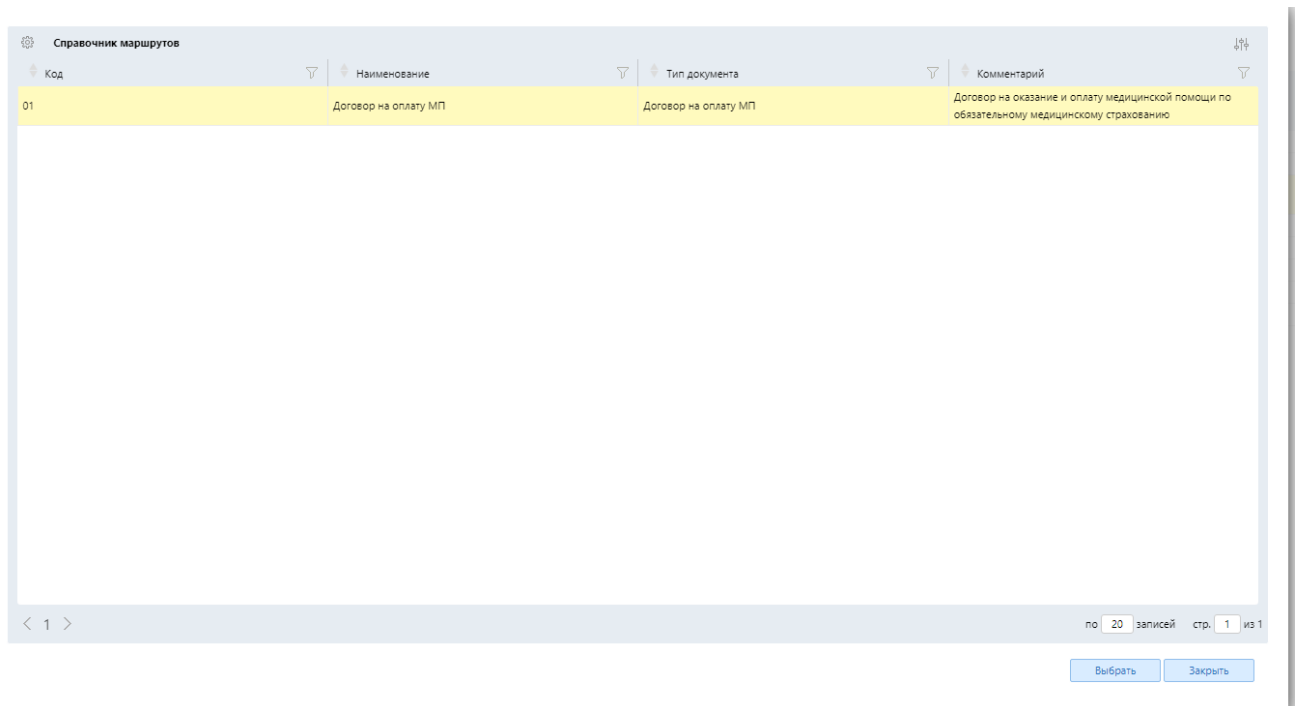 Справочник маршрутов
Код Наименование Тип документа Комментарий
01 Договор на оплату МП Договор на оплату МП Договор на оказание и оплату медицинской помощи по
обязательному медицинскому страхованию
< 1 > по 20 записей стр. 1 из 1
Выбрать Закрыть